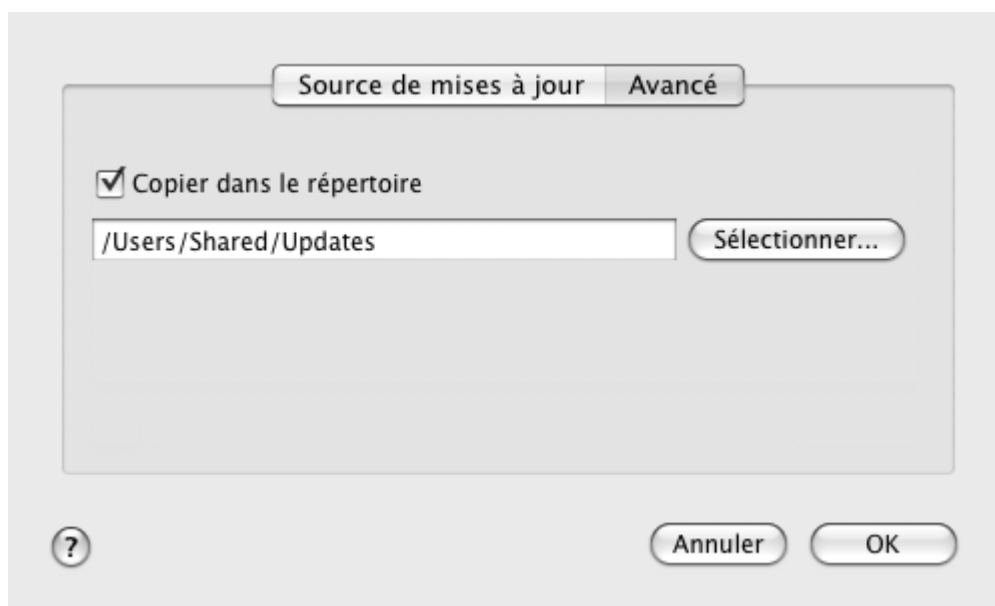 Source de mises à jour Avancé
Copier dans le répertoire
/Users/Shared/Updates Sélectionner...
? Annuler OK